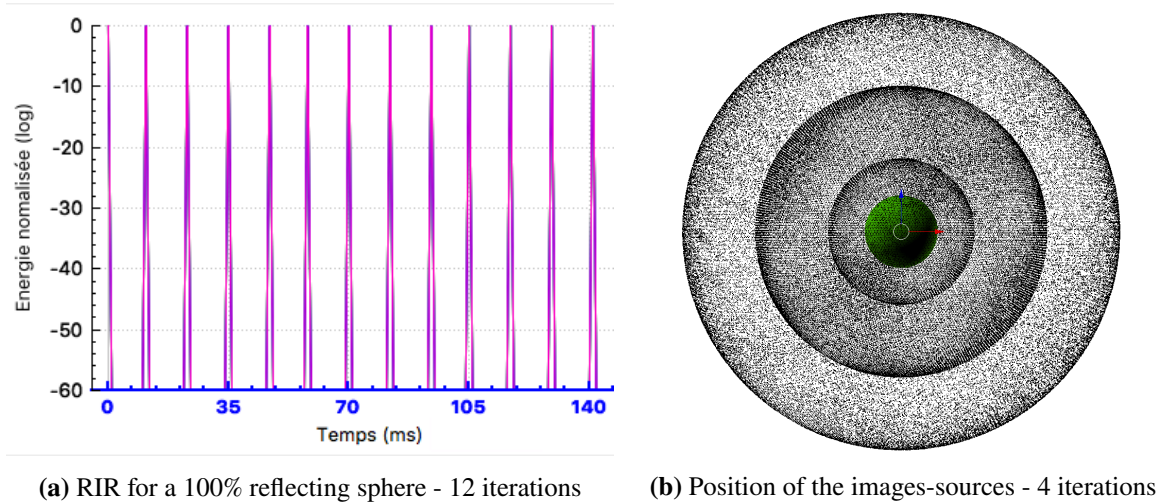 0
-10
-20
-30
-40
-50
-60
Energie nomalisée (log)
0 35 70 105 140
Temps (ms)
(a) RIR for a 100% reflecting sphere - 12 iterations
(b) Position of the images-sources - 4 iterations